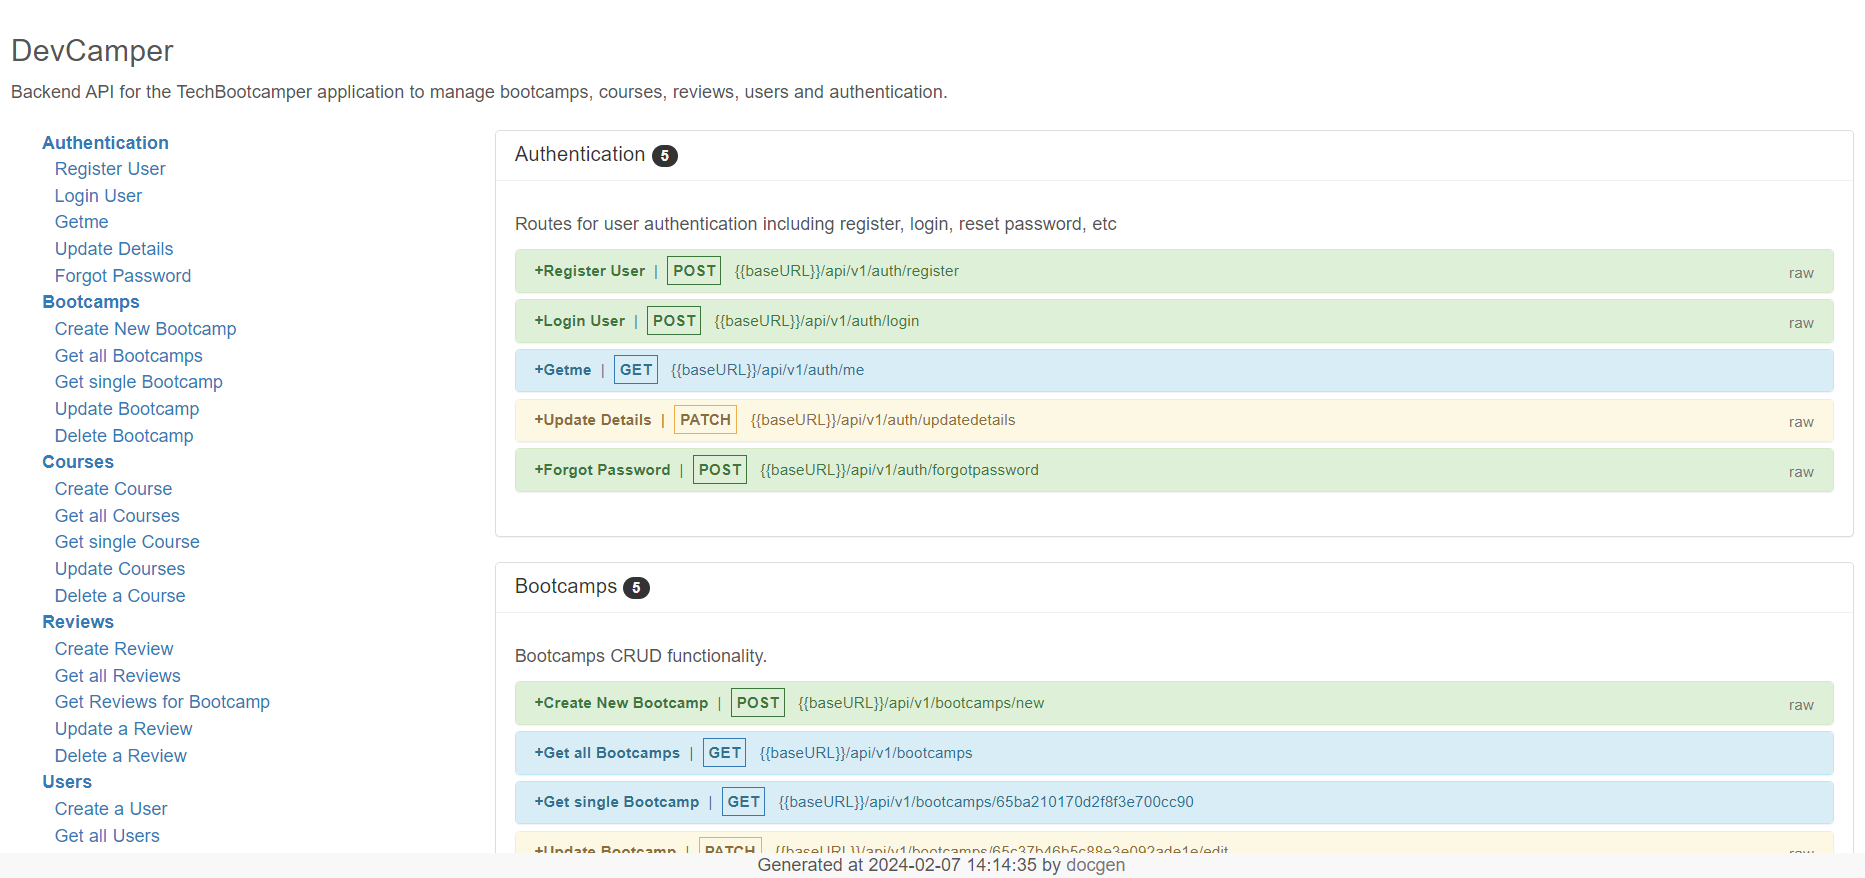 DevCamper
Backend API for the TechBootcamper application to manage bootcamps, courses, reviews, users and authentication.
Authentication
Register User
Login User
Getme
Update Details
Forgot Password
Bootcamps
Create New Bootcamp
Get all Bootcamps
Get single Bootcamp
Update Bootcamp
Delete Bootcamp
Courses
Create Course
Get all Courses
Get single Course
Update Courses
Delete a Course
Reviews
Create Review
Get all Reviews
Get Reviews for Bootcamp
Update a Review
Delete a Review
Users
Create a User
Get all Users
Authentication 5
Routes for user authentication including register, login, reset password, etc
+Register User | POST {{baseURL}}/api/v1/auth/register raw
+Login User | POST {{baseURL}}/api/v1/auth/login raw
+Getme | GET {{baseURL}}/api/v1/auth/me
+Update Details | PATCH {{baseURL}}/api/v1/auth/updatedetails raw
+Forgot Password | POST {{baseURL}}/api/v1/auth/forgotpassword raw
Bootcamps 5
Bootcamps CRUD functionality.
+Create New Bootcamp | POST {{baseURL}}/api/v1/bootcamps/new raw
+Get all Bootcamps | GET {{baseURL}}/api/v1/bootcamps
+Get single Bootcamp | GET {{baseURL}}/api/v1/bootcamps/65ba210170d2f8f3e700cc90
+Update Bootcamp | PATCH {{baseURL}}/api/v1/bootcamps/65c37b46b5c88e3e092ade1e/edit raw
Generated at 2024-02-07 14:14:35 by docgen